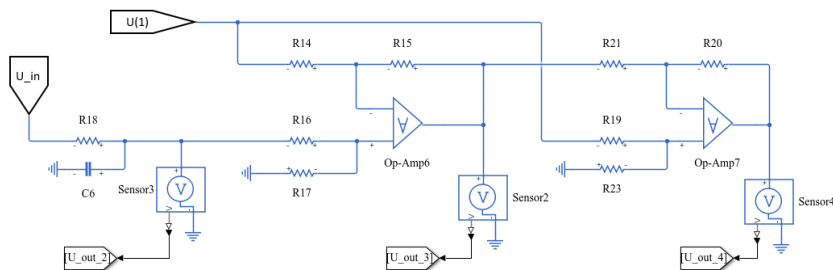 U(1)
R14
R15
R21
R20
U_in
R18
R16
R19
Op-Amp6
Op-Amp7
C6
Sensor3
V
R17
Sensor2
V
R23
Sensor4
V
[U_out_2]
[U_out_3]
[U_out_4]